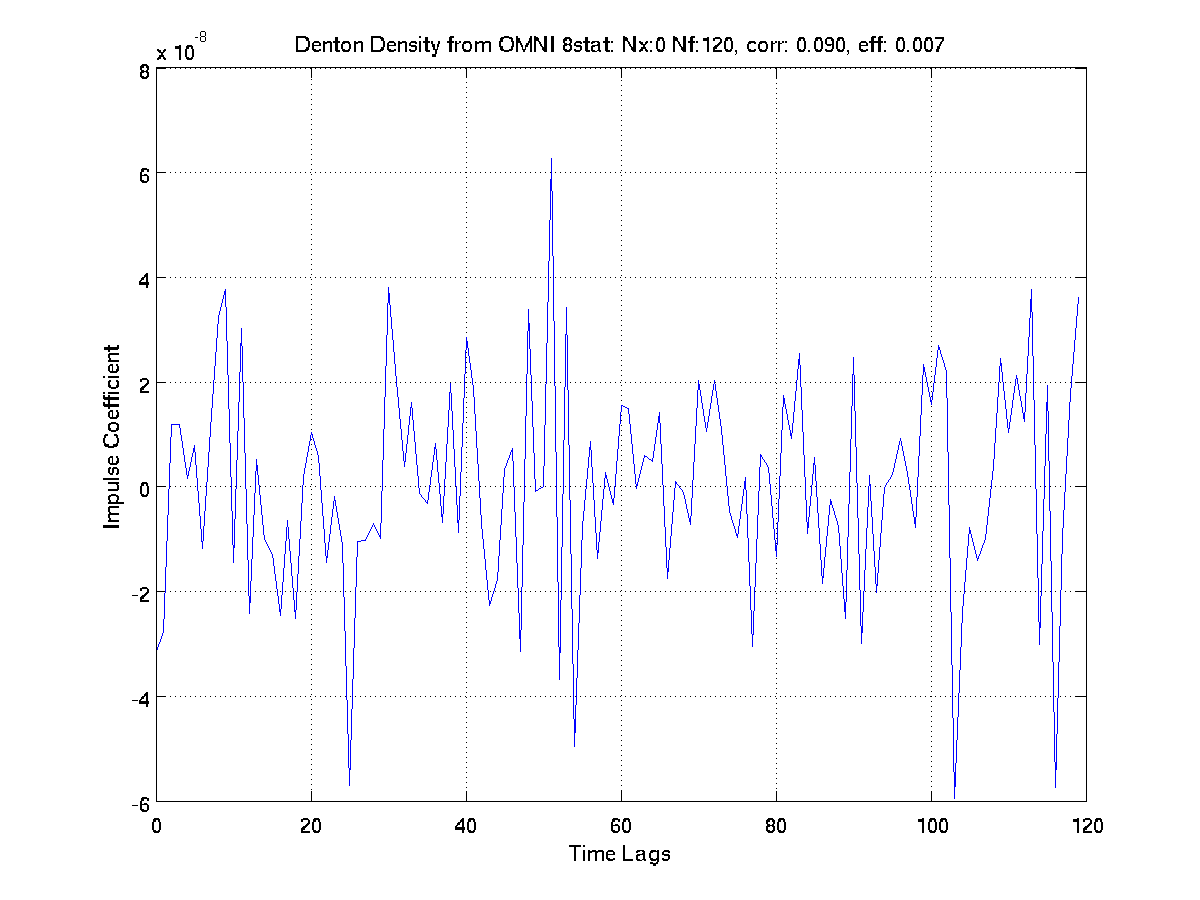 Denton Density from OMNI 8stat: Nx:0 Nf:120, corr: 0.090, eff: 0.007
x 10^-8
8
6
4
2
0
-2
-4
-6
Impulse Coefficient
0 20 40 60 80 100 120
Time Lags